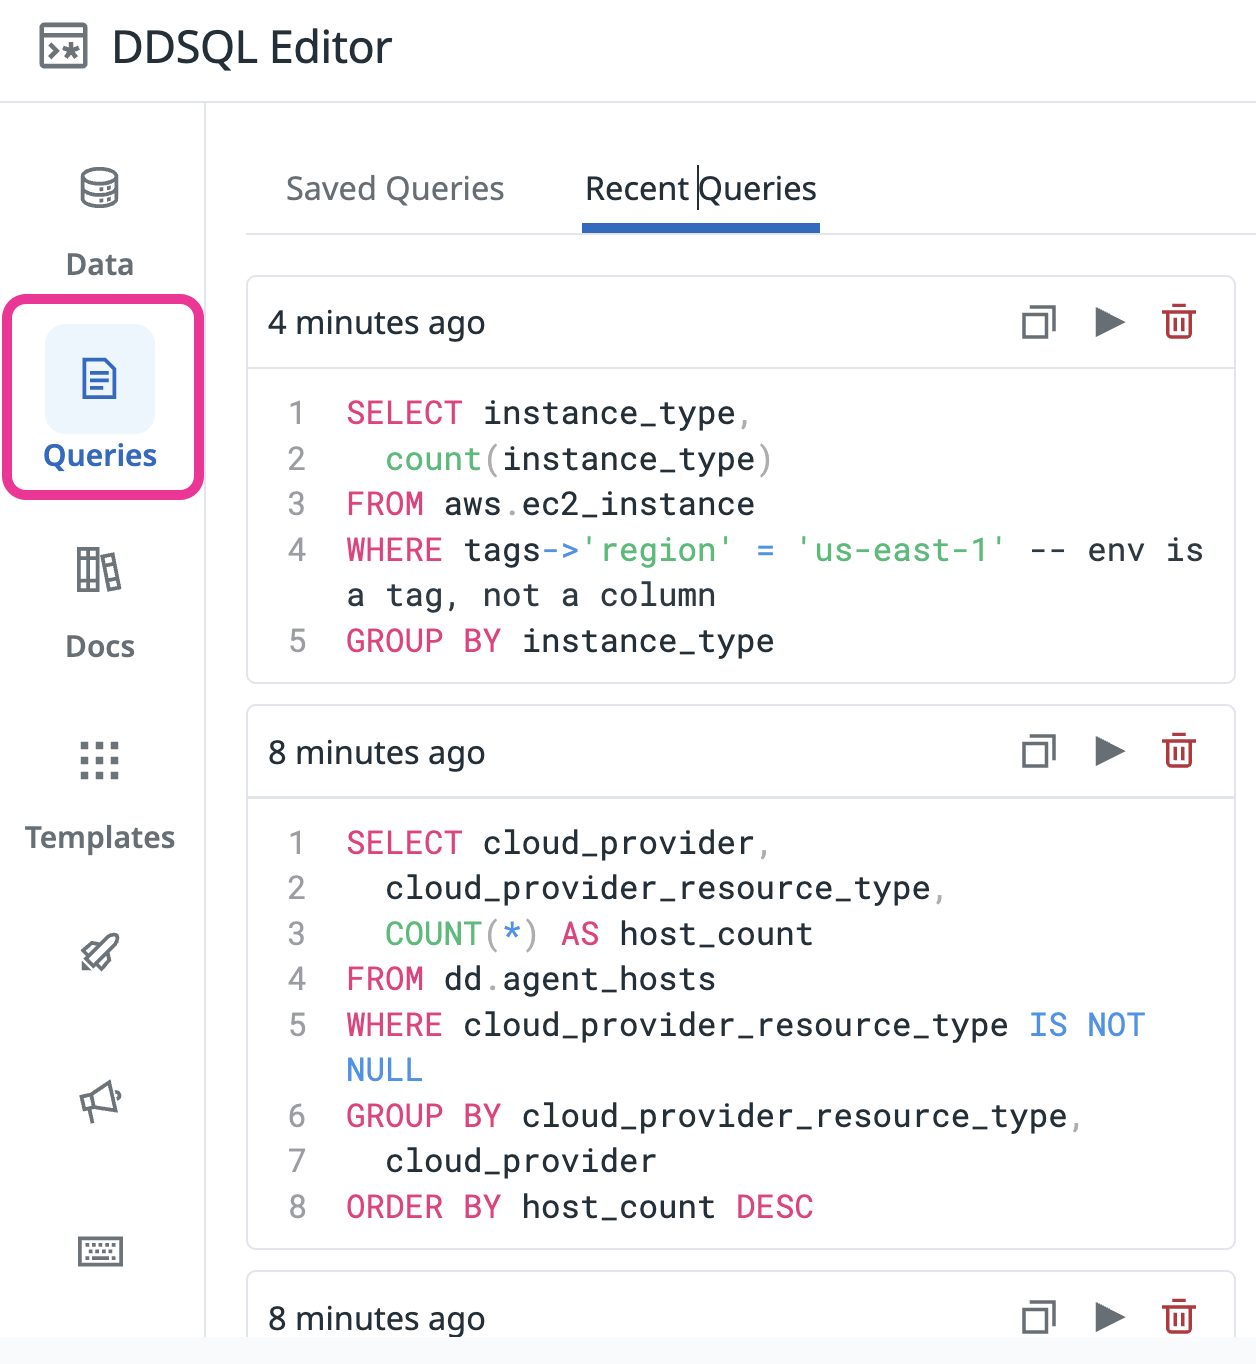 DDSQL Editor
Data
Queries
Docs
Templates
Saved Queries
Recent Queries
4 minutes ago
1 SELECT instance_type,
2 count(instance_type)
3 FROM aws.ec2_instance
4 WHERE tags->'region' = 'us-east-1' -- env is
a tag, not a column
5 GROUP BY instance_type
8 minutes ago
1 SELECT cloud_provider,
2 cloud_provider_resource_type,
3 COUNT(*) AS host_count
4 FROM dd.agent_hosts
5 WHERE cloud_provider_resource_type IS NOT
NULL
6 GROUP BY cloud_provider_resource_type,
7 cloud_provider
8 ORDER BY host_count DESC
8 minutes ago